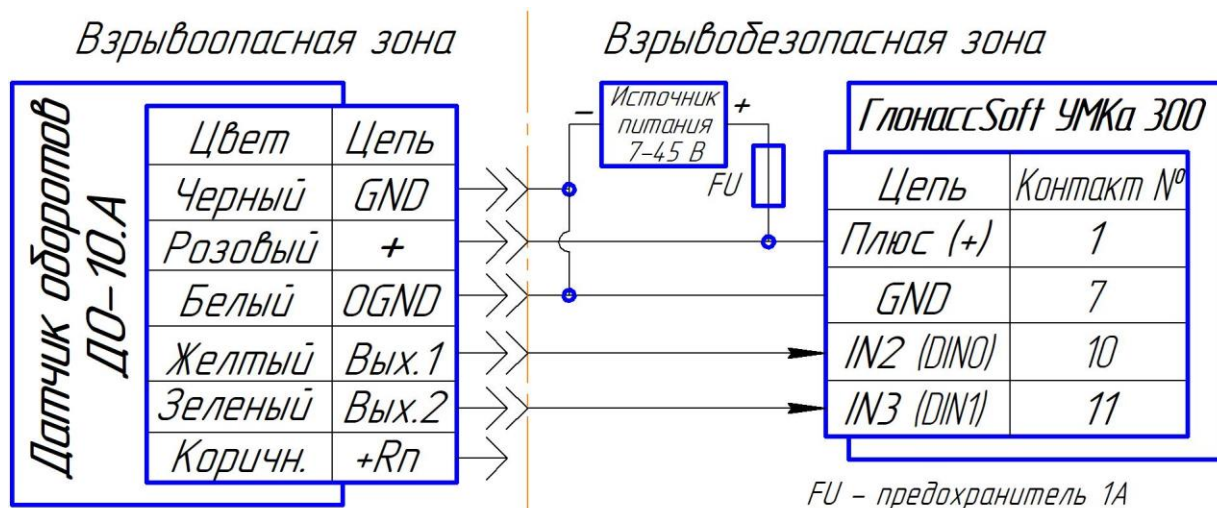 Взрывоопасная зона
Взрывобезопасная зона
Датчик оборотов
ДО-10.А
Цвет Цепь
Черный GND
Розовый +
Белый OGND
Желтый Вых.1
Зеленый Вых.2
Коричн. +Rп
− Источник +
питания
7-45 В
FU
ГлонассSoft УМКа 300
Цепь Контакт №
Плюс (+) 1
GND 7
IN2 (DIN0) 10
IN3 (DIN1) 11
FU - предохранитель 1А